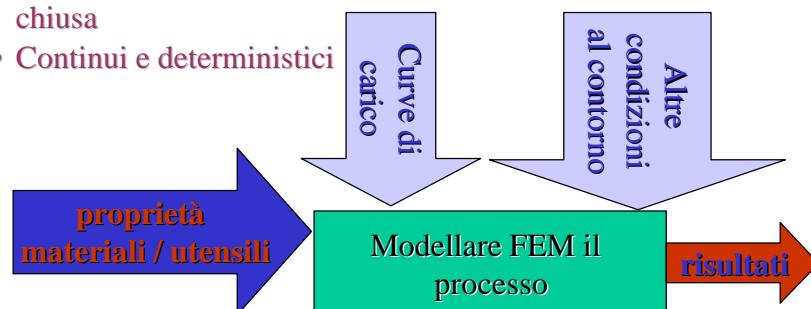 chiusa
• Continui e deterministici
Curve di
carico
Altre
condizioni
al contorno
proprietà
materiali / utensili
Modellare FEM il
processo
risultati